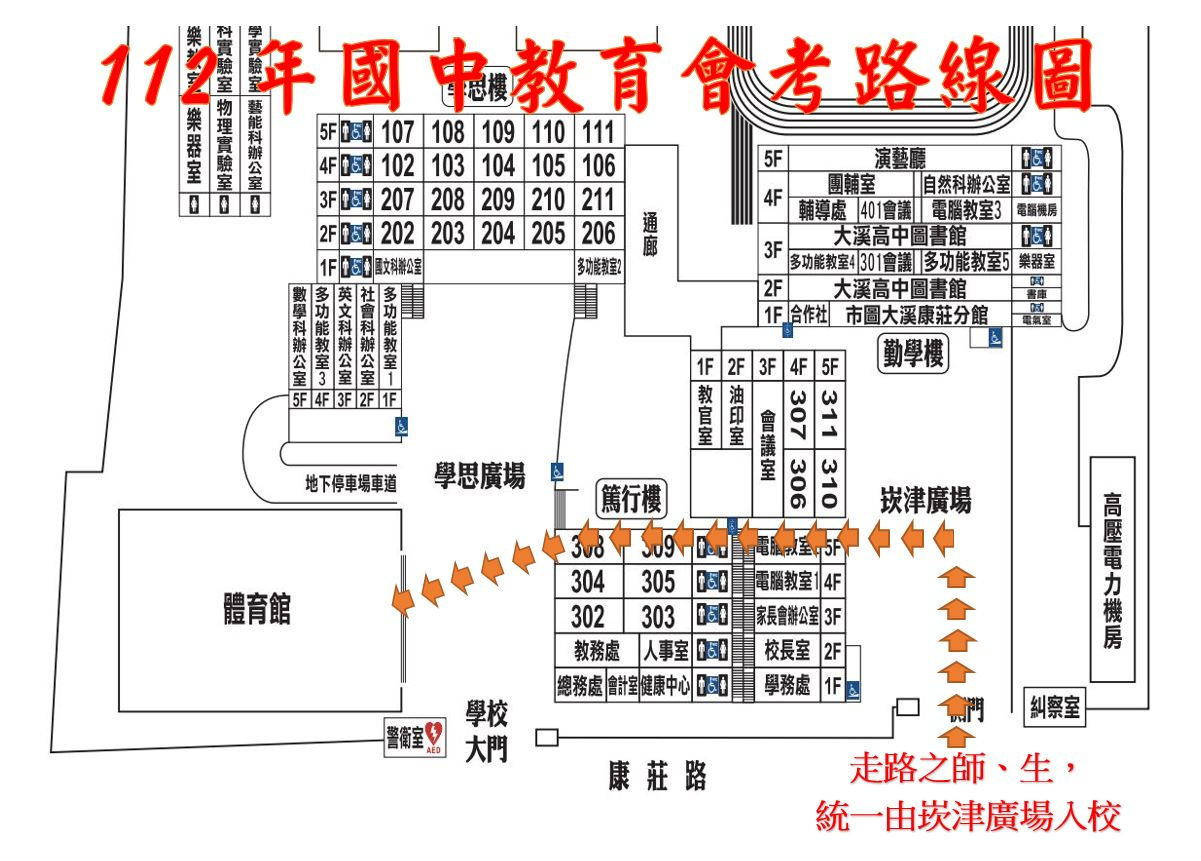 112年國中教育會考路線圖
樂器室
物理實驗室
藝能科辦公室
學思樓
5F 107 108 109 110 111
4F 102 103 104 105 106
3F 207 208 209 210 211
2F 202 203 204 205 206
1F 國文科辦公室 多功能教室2
數學科辦公室 5F
多功能教室3 4F
英文科辦公室 3F
社會科辦公室 2F
多功能教室1 1F
通廊
5F 演藝廳
4F 團輔室 自然科辦公室
輔導處 401會議 電腦教室3 電腦機房
3F 大溪高中圖書館
多功能教室4 301會議 多功能教室5 樂器室
2F 大溪高中圖書館 書庫
1F 合作社 市圖大溪康莊分館 電氣室
勤學樓
1F 2F 3F 4F 5F
教官室
油印室
會議室
307 311
306 310
地下停車場車道
學思廣場
篤行樓
崁津廣場
高壓電力機房
體育館
308 309 5F
304 305 電腦教室1 4F
302 303 家長會辦公室 3F
教務處 人事室 校長室 2F
總務處 會計室 健康中心 學務處 1F
警衛室 AED
學校大門
側門
糾察室
康莊路
走路之師、生，
統一由崁津廣場入校